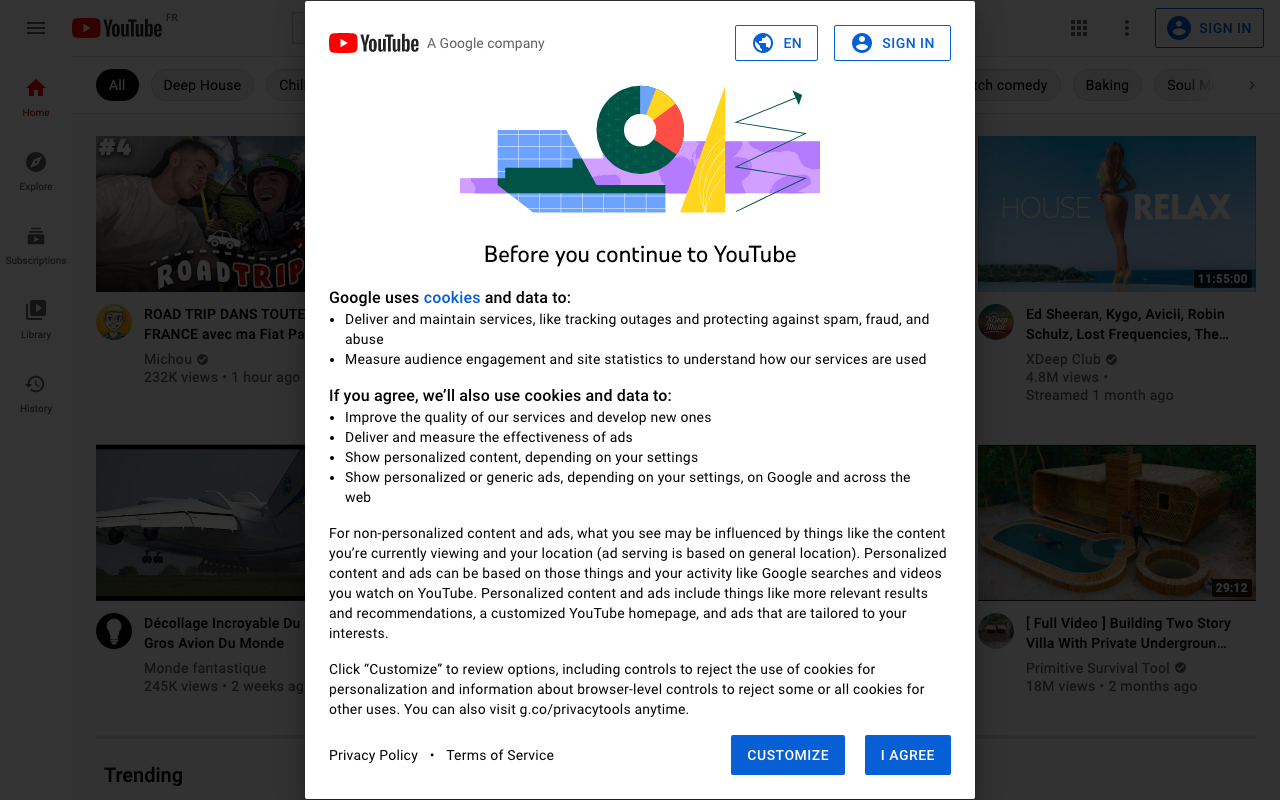 YouTube FR
SIGN IN
YouTube A Google company
EN
SIGN IN
Home
Explore
Subscriptions
Library
History
All
Deep House
Baking
comedy
#4
ROAD TRIP
ROAD TRIP DANS TOUTE
FRANCE avec ma Fiat Pa
Michou
232K views • 1 hour ago
HOUSE RELAX
11:55:00
Ed Sheeran, Kygo, Avicii, Robin
Schulz, Lost Frequencies, The…
XDeep Club
4.8M views •
Streamed 1 month ago
Décollage Incroyable Du
Gros Avion Du Monde
Monde fantastique
245K views • 2 weeks ag
29:12
[ Full Video ] Building Two Story
Villa With Private Undergroun…
Primitive Survival Tool
18M views • 2 months ago
Trending
Before you continue to YouTube
Google uses cookies and data to:
• Deliver and maintain services, like tracking outages and protecting against spam, fraud, and
abuse
• Measure audience engagement and site statistics to understand how our services are used
If you agree, we’ll also use cookies and data to:
• Improve the quality of our services and develop new ones
• Deliver and measure the effectiveness of ads
• Show personalized content, depending on your settings
• Show personalized or generic ads, depending on your settings, on Google and across the
web
For non-personalized content and ads, what you see may be influenced by things like the content
you’re currently viewing and your location (ad serving is based on general location). Personalized
content and ads can be based on those things and your activity like Google searches and videos
you watch on YouTube. Personalized content and ads include things like more relevant results
and recommendations, a customized YouTube homepage, and ads that are tailored to your
interests.
Click “Customize” to review options, including controls to reject the use of cookies for
personalization and information about browser-level controls to reject some or all cookies for
other uses. You can also visit g.co/privacytools anytime.
Privacy Policy • Terms of Service
CUSTOMIZE
I AGREE